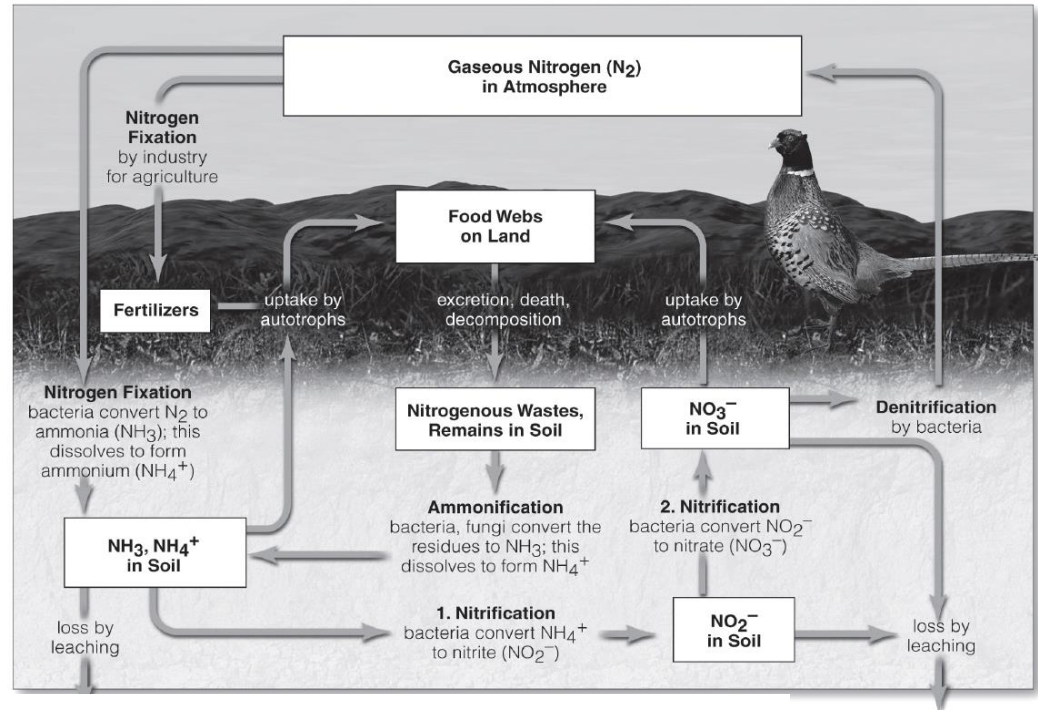 Gaseous Nitrogen (N₂)
in Atmosphere
Nitrogen
Fixation
by industry
for agriculture
Food Webs
on Land
Fertilizers
uptake by
autotrophs
excretion, death,
decomposition
uptake by
autotrophs
Nitrogen Fixation
bacteria convert N₂ to
ammonia (NH₃); this
dissolves to form
ammonium (NH₄⁺)
Nitrogenous Wastes,
Remains in Soil
NO₃⁻
in Soil
Denitrification
by bacteria
NH₃, NH₄⁺
in Soil
Ammonification
bacteria, fungi convert the
residues to NH₃; this
dissolves to form NH₄⁺
2. Nitrification
bacteria convert NO₂⁻
to nitrate (NO₃⁻)
loss by
leaching
1. Nitrification
bacteria convert NH₄⁺
to nitrite (NO₂⁻)
NO₂⁻
in Soil
loss by
leaching